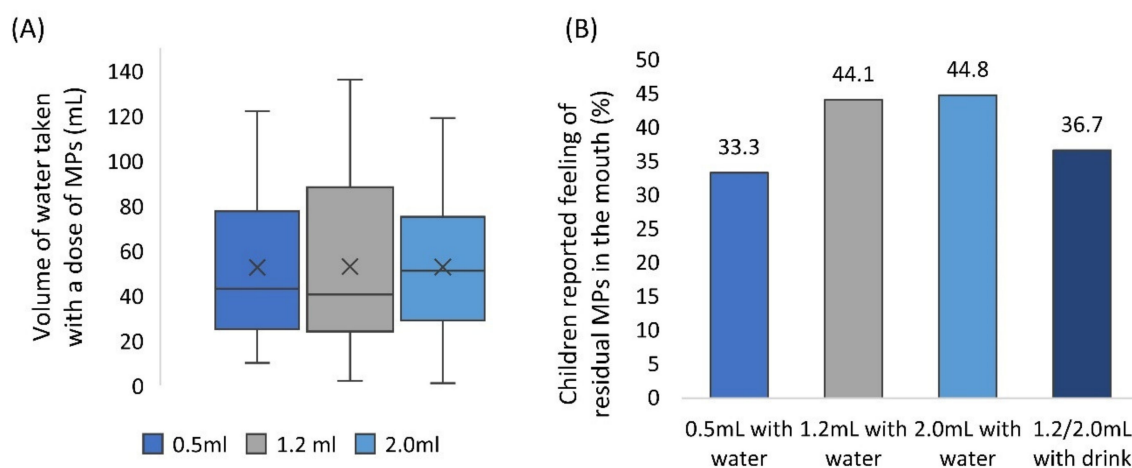 (A)
Volume of water taken
with a dose of MPs (mL)
140
120
100
80
60
40
20
0
0.5ml
1.2 ml
2.0ml
(B)
Children reported feeling of
residual MPs in the mouth (%)
50
45
40
35
30
25
20
15
10
5
0
33.3
44.1
44.8
36.7
0.5mL with
water
1.2mL with
water
2.0mL with
water
1.2/2.0mL
with drink